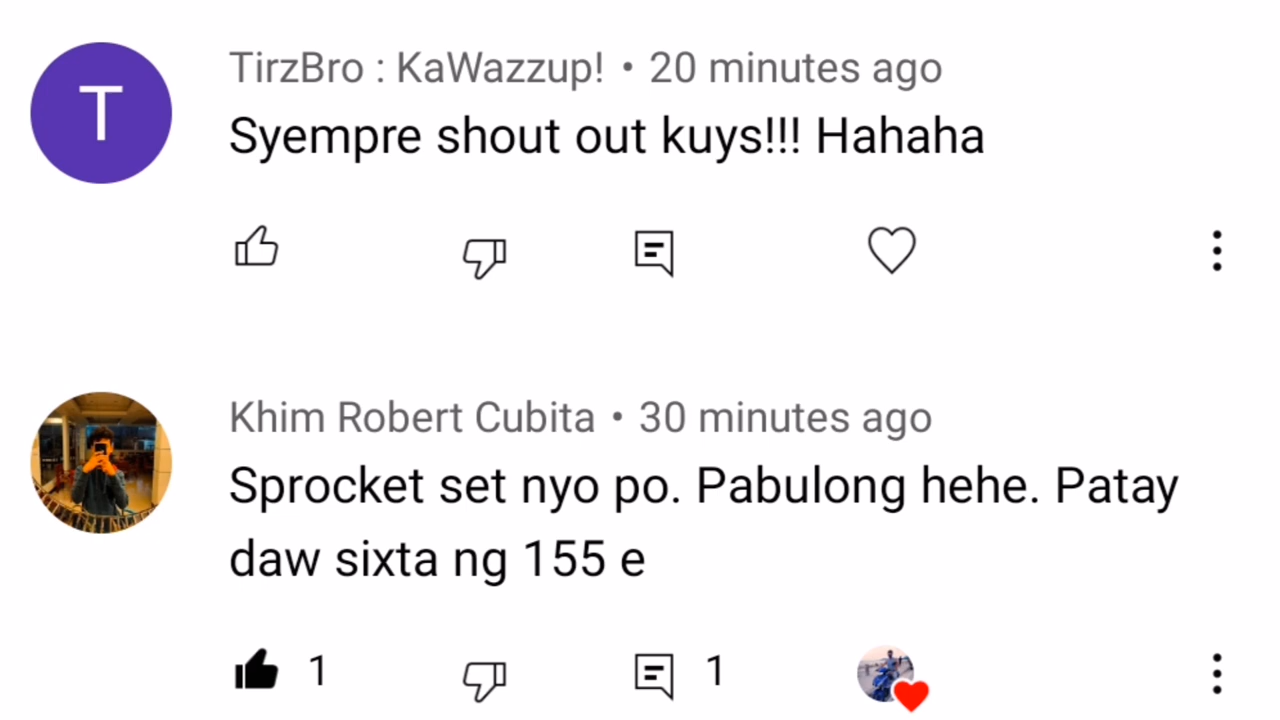 T
TirzBro : KaWazzup! • 20 minutes ago
Syempre shout out kuys!!! Hahaha
Khim Robert Cubita • 30 minutes ago
Sprocket set nyo po. Pabulong hehe. Patay
daw sixta ng 155 e
1
1